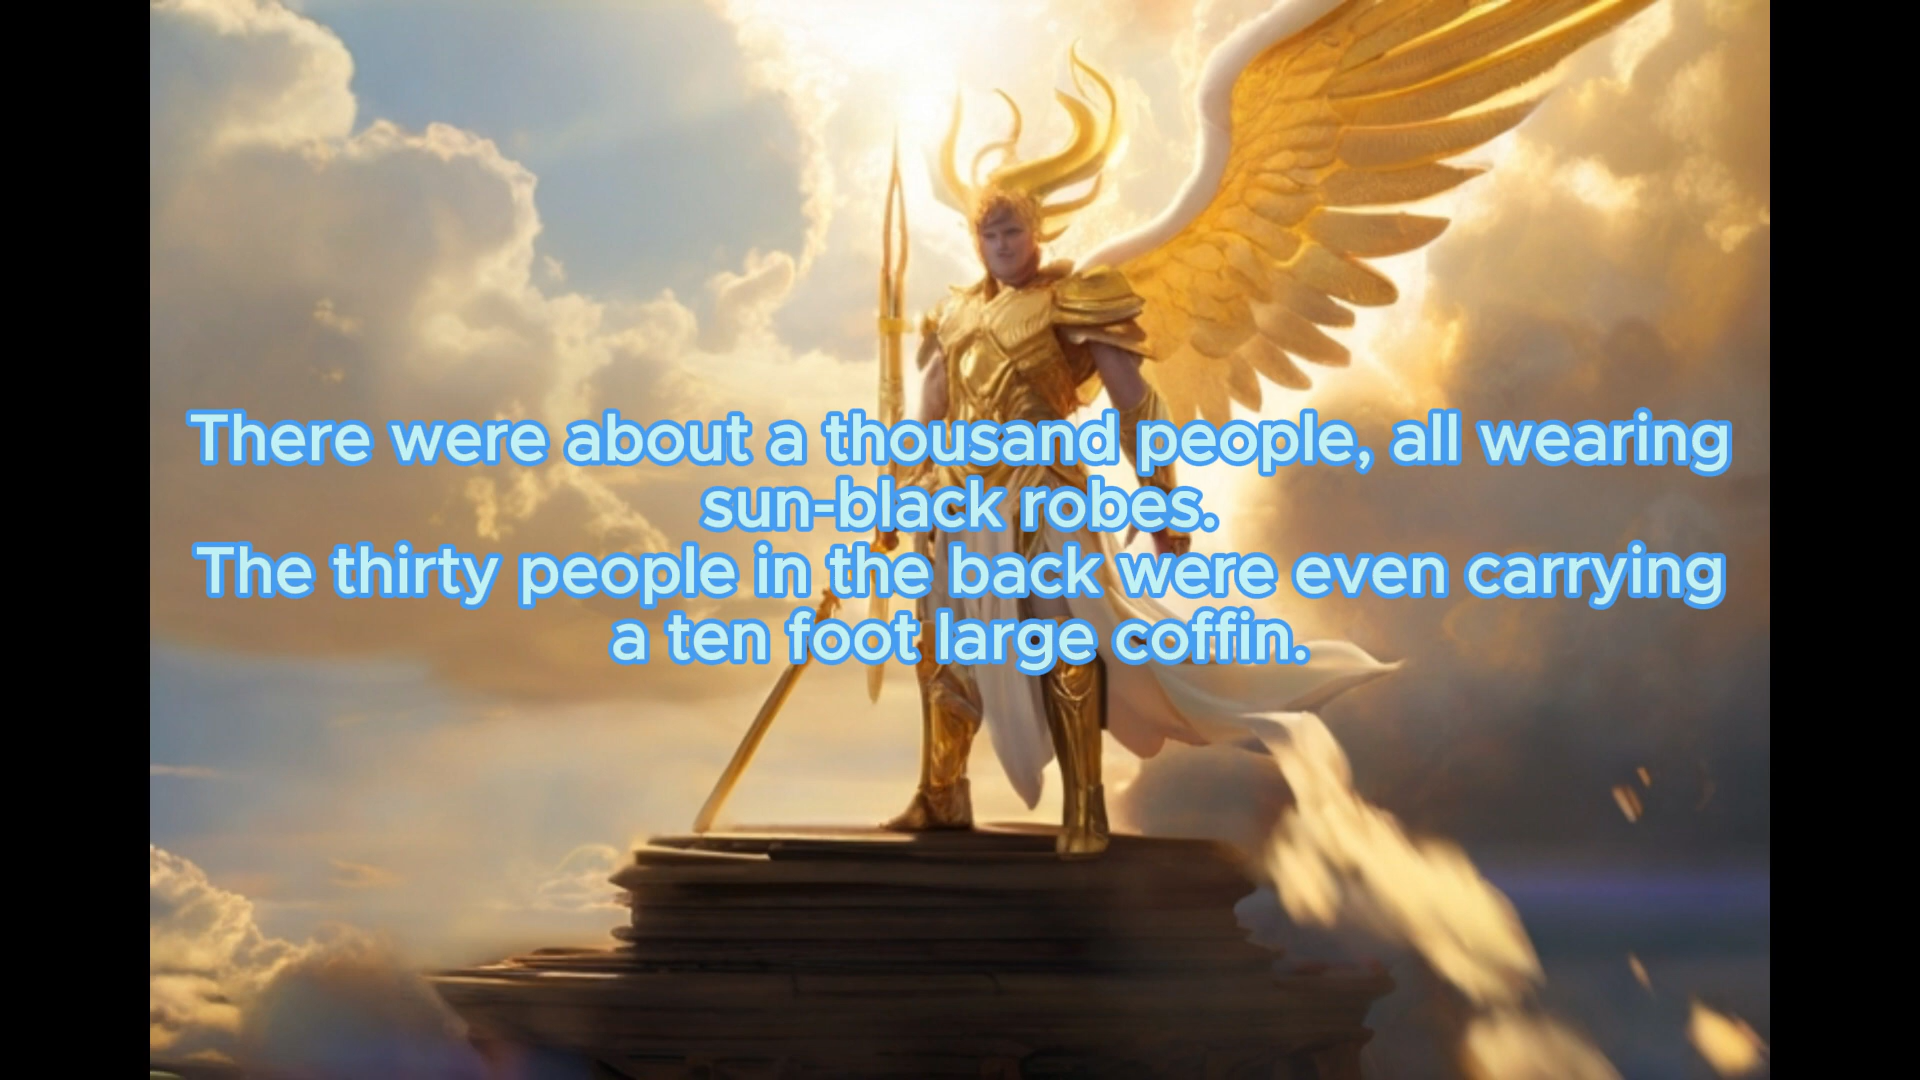 There were about a thousand people, all wearing
sun-black robes.
The thirty people in the back were even carrying
a ten foot large coffin.